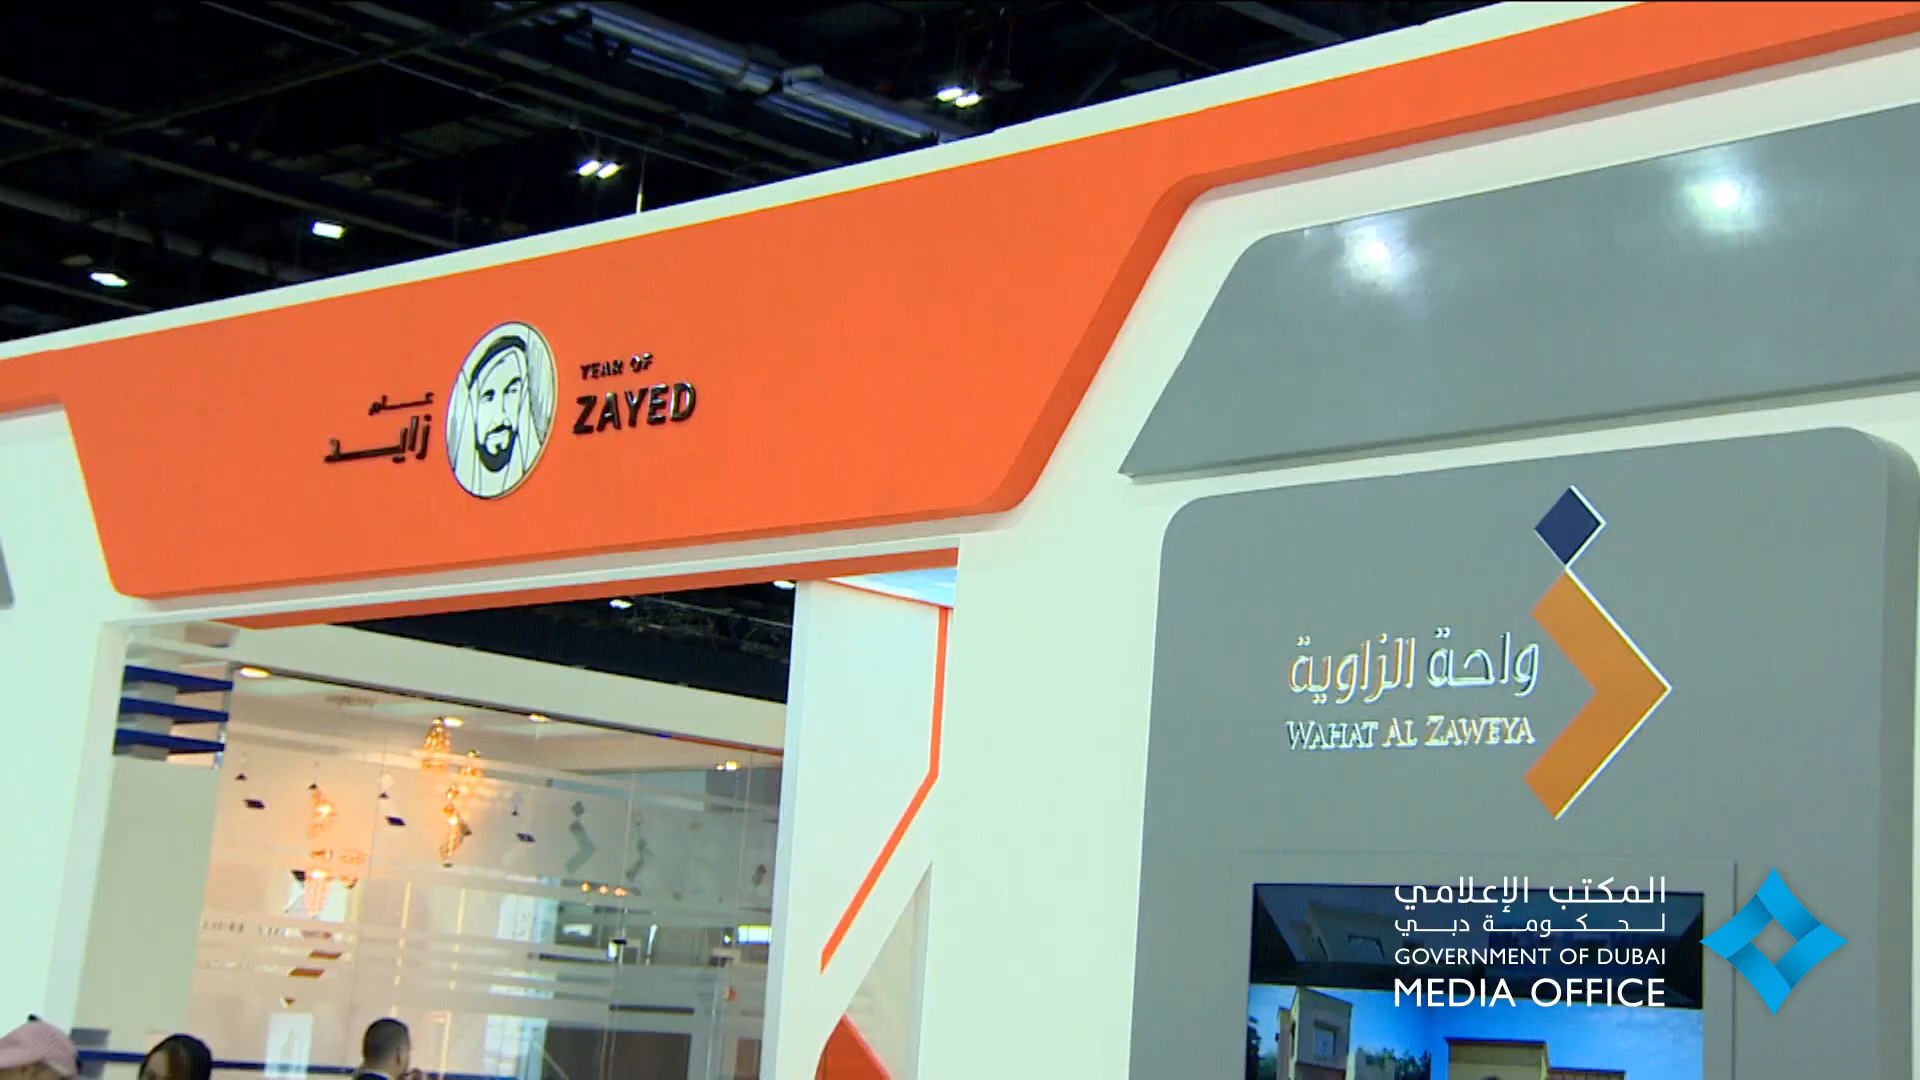 عام
زايد
YEAR OF
ZAYED
واحة الزاوية
WAHAT AL ZAWEYA
المكتب الإعلامي
لحكومة دبي
GOVERNMENT OF DUBAI
MEDIA OFFICE